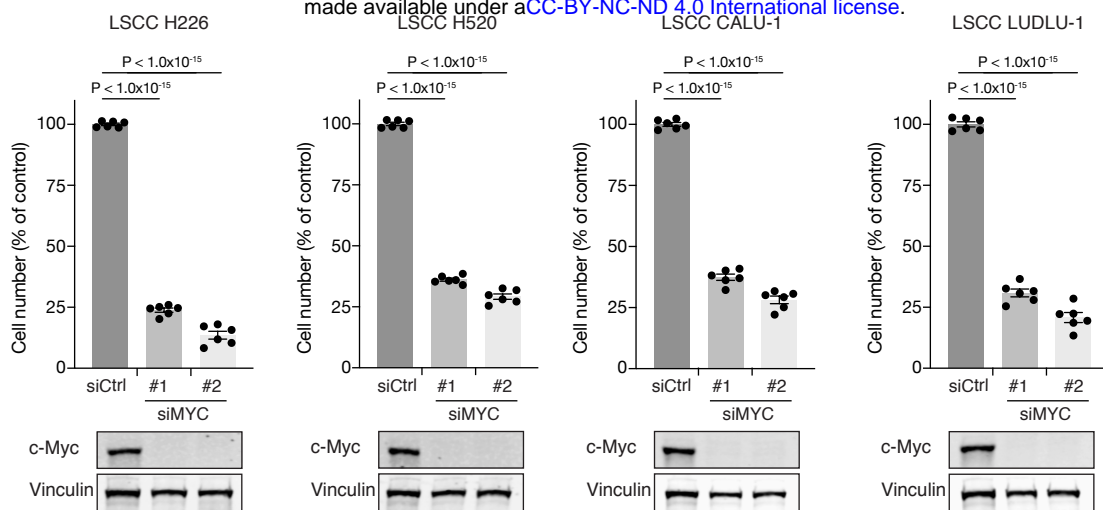 made available under aCC-BY-NC-ND 4.0 International license.
LSCC H226
P < 1.0x10-15
P < 1.0x10-15
Cell number (% of control)
100
75
50
25
0
siCtrl #1 #2
siMYC
c-Myc
Vinculin
LSCC H520
P < 1.0x10-15
P < 1.0x10-15
Cell number (% of control)
100
75
50
25
0
siCtrl #1 #2
siMYC
c-Myc
Vinculin
LSCC CALU-1
P < 1.0x10-15
P < 1.0x10-15
Cell number (% of control)
100
75
50
25
0
siCtrl #1 #2
siMYC
c-Myc
Vinculin
LSCC LUDLU-1
P < 1.0x10-15
P < 1.0x10-15
Cell number (% of control)
100
75
50
25
0
siCtrl #1 #2
siMYC
c-Myc
Vinculin